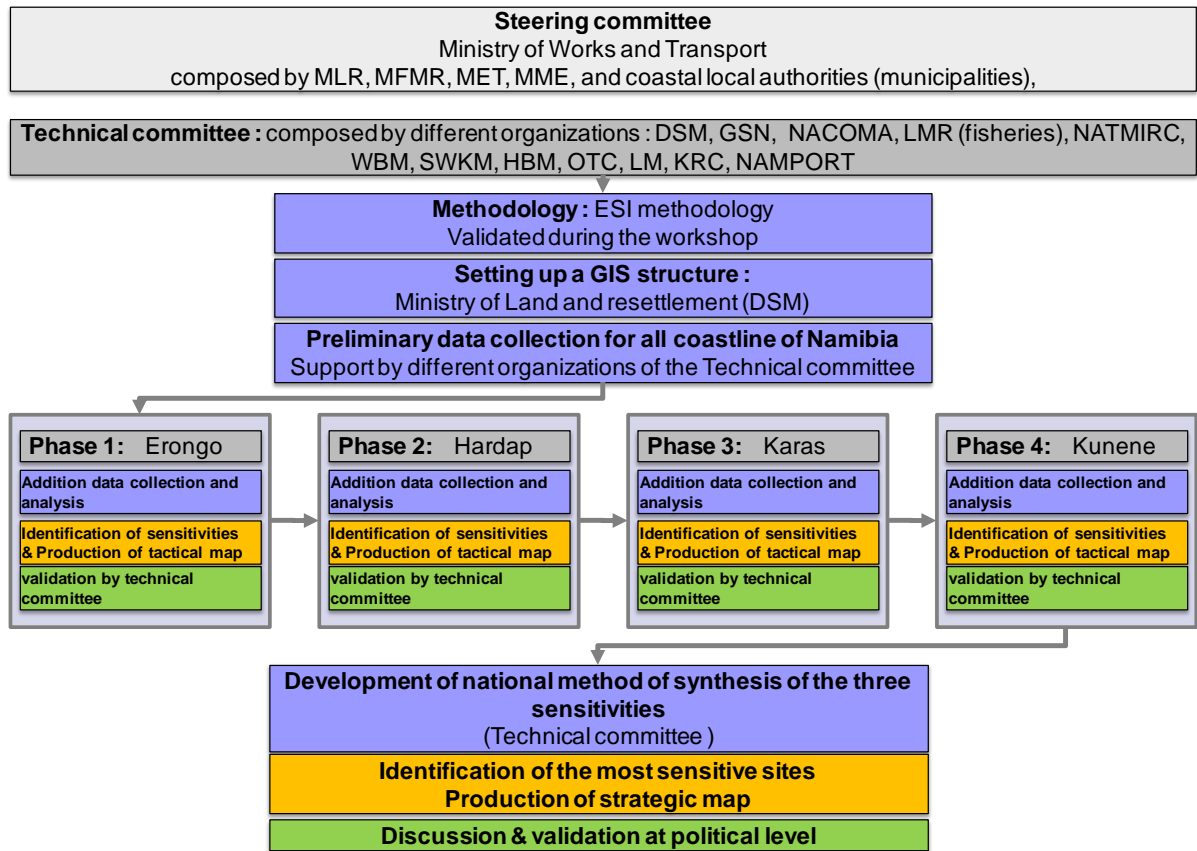 Steering committee
Ministry of Works and Transport
composed by MLR, MFMR, MET, MME, and coastal local authorities (municipalities),
Technical committee : composed by different organizations : DSM, GSN, NACOMA, LMR (fisheries), NATMIRC,
WBM, SWKM, HBM, OTC, LM, KRC, NAMPORT
Methodology : ESI methodology
Validated during the workshop
Setting up a GIS structure :
Ministry of Land and resettlement (DSM)
Preliminary data collection for all coastline of Namibia
Support by different organizations of the Technical committee
Phase 1: Erongo
Addition data collection and
analysis
Identification of sensitivities
& Production of tactical map
validation by technical
committee
Phase 2: Hardap
Addition data collection and
analysis
Identification of sensitivities
& Production of tactical map
validation by technical
committee
Phase 3: Karas
Addition data collection and
analysis
Identification of sensitivities
& Production of tactical map
validation by technical
committee
Phase 4: Kunene
Addition data collection and
analysis
Identification of sensitivities
& Production of tactical map
validation by technical
committee
Development of national method of synthesis of the three
sensitivities
(Technical committee )
Identification of the most sensitive sites
Production of strategic map
Discussion & validation at political level